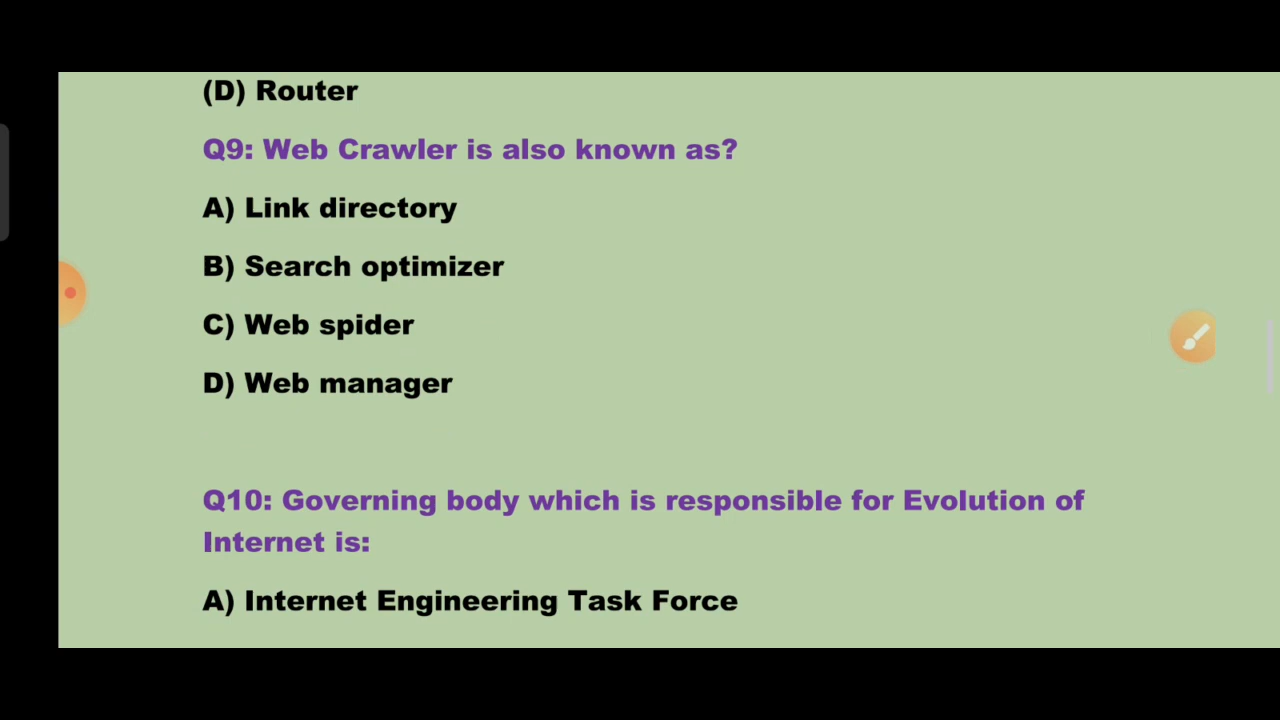 (D) Router
Q9: Web Crawler is also known as?
A) Link directory
B) Search optimizer
C) Web spider
D) Web manager
Q10: Governing body which is responsible for Evolution of
Internet is:
A) Internet Engineering Task Force